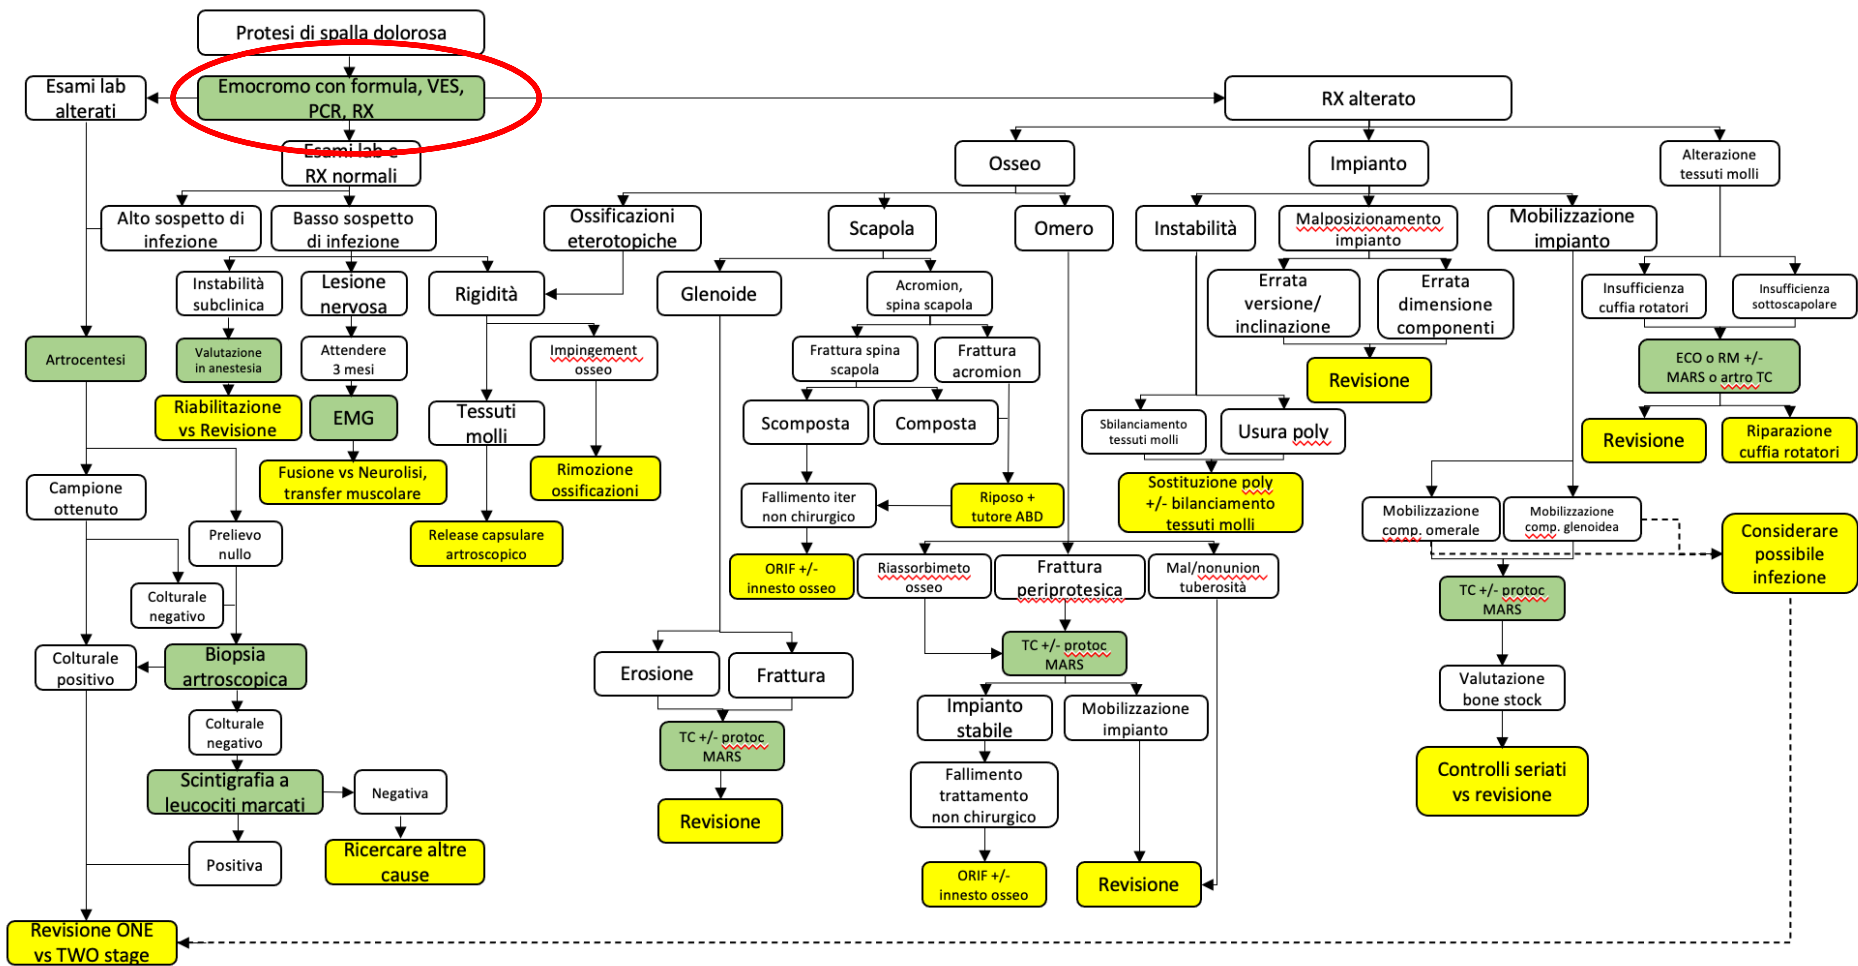 Protesi di spalla dolorosa
Esami lab
alterati
Emocromo con formula, VES,
PCR, RX
RX alterato
Esami lab e
RX normali
Osseo
Impianto
Alterazione
tessuti molli
Alto sospetto di
infezione
Basso sospetto
di infezione
Ossificazioni
eterotopiche
Scapola
Omero
Instabilità
Malposizionamento
impianto
Mobilizzazione
impianto
Instabilità
subclinica
Lesione
nervosa
Rigidità
Glenoide
Acromion,
spina scapola
Errata
versione/
inclinazione
Errata
dimensione
componenti
Insufficienza
cuffia rotatori
Insufficienza
sottoscapolare
Artrocentesi
Valutazione
in anestesia
Attendere
3 mesi
Impingement
osseo
Frattura spina
scapola
Frattura
acromion
Revisione
ECO o RM +/-
MARS o artro TC
Riabilitazione
vs Revisione
EMG
Tessuti
molli
Scomposta
Composta
Sbilanciamento
tessuti molli
Usura poly
Revisione
Riparazione
cuffia rotatori
Fusione vs Neurolisi,
transfer muscolare
Rimozione
ossificazioni
Campione
ottenuto
Fallimento iter
non chirurgico
Riposo +
tutore ABD
Sostituzione poly
+/- bilanciamento
tessuti molli
Mobilizzazione
comp. omerale
Mobilizzazione
comp. glenoidea
Considerare
possibile
infezione
Prelievo
nullo
Release capsulare
artroscopico
ORIF +/-
innesto osseo
Riassorbimeto
osseo
Frattura
periprotesica
Mal/nonunion
tuberosità
Colturale
negativo
TC +/- protoc
MARS
Colturale
positivo
Biopsia
artroscopica
Erosione
Frattura
TC +/- protoc
MARS
Valutazione
bone stock
Colturale
negativo
TC +/- protoc
MARS
Impianto
stabile
Mobilizzazione
impianto
Scintigrafia a
leucociti marcati
Negativa
Revisione
Fallimento
trattamento
non chirurgico
Controlli seriati
vs revisione
Positiva
Ricercare altre
cause
ORIF +/-
innesto osseo
Revisione
Revisione ONE
vs TWO stage